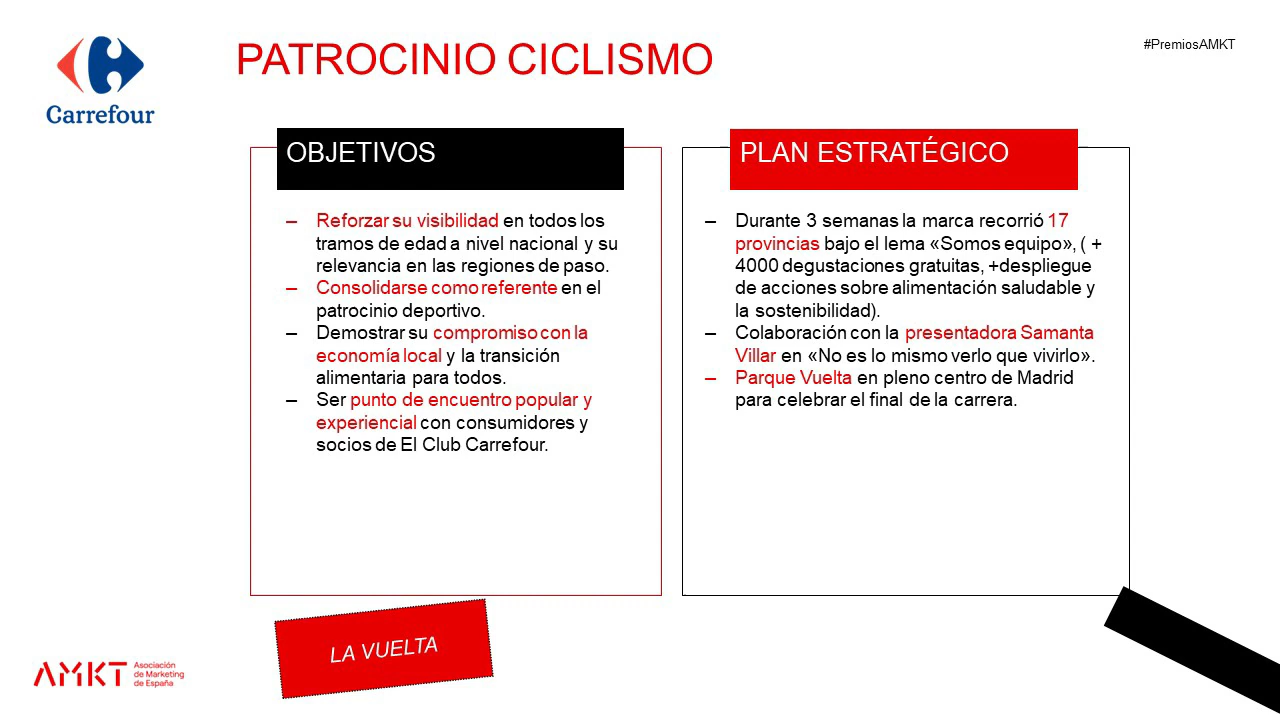 Carrefour
PATROCINIO CICLISMO
#PremiosAMKT
OBJETIVOS
– Reforzar su visibilidad en todos los
tramos de edad a nivel nacional y su
relevancia en las regiones de paso.
– Consolidarse como referente en el
patrocinio deportivo.
– Demostrar su compromiso con la
economía local y la transición
alimentaria para todos.
– Ser punto de encuentro popular y
experiencial con consumidores y
socios de El Club Carrefour.
PLAN ESTRATÉGICO
– Durante 3 semanas la marca recorrió 17
provincias bajo el lema «Somos equipo», ( +
4000 degustaciones gratuitas, +despliegue
de acciones sobre alimentación saludable y
la sostenibilidad).
– Colaboración con la presentadora Samanta
Villar en «No es lo mismo verlo que vivirlo».
– Parque Vuelta en pleno centro de Madrid
para celebrar el final de la carrera.
LA VUELTA
AMKT
Asociación
de Marketing
de España